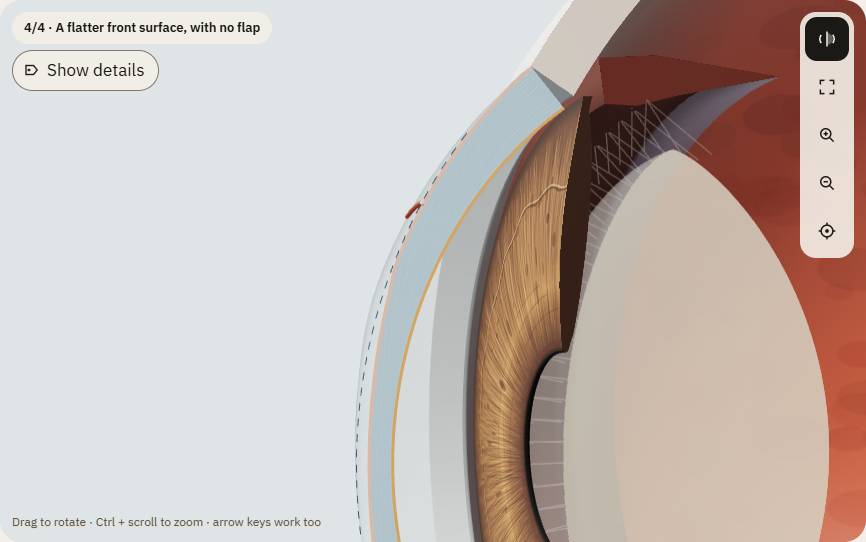 4/4 · A flatter front surface, with no flap
Show details
Drag to rotate · Ctrl + scroll to zoom · arrow keys work too